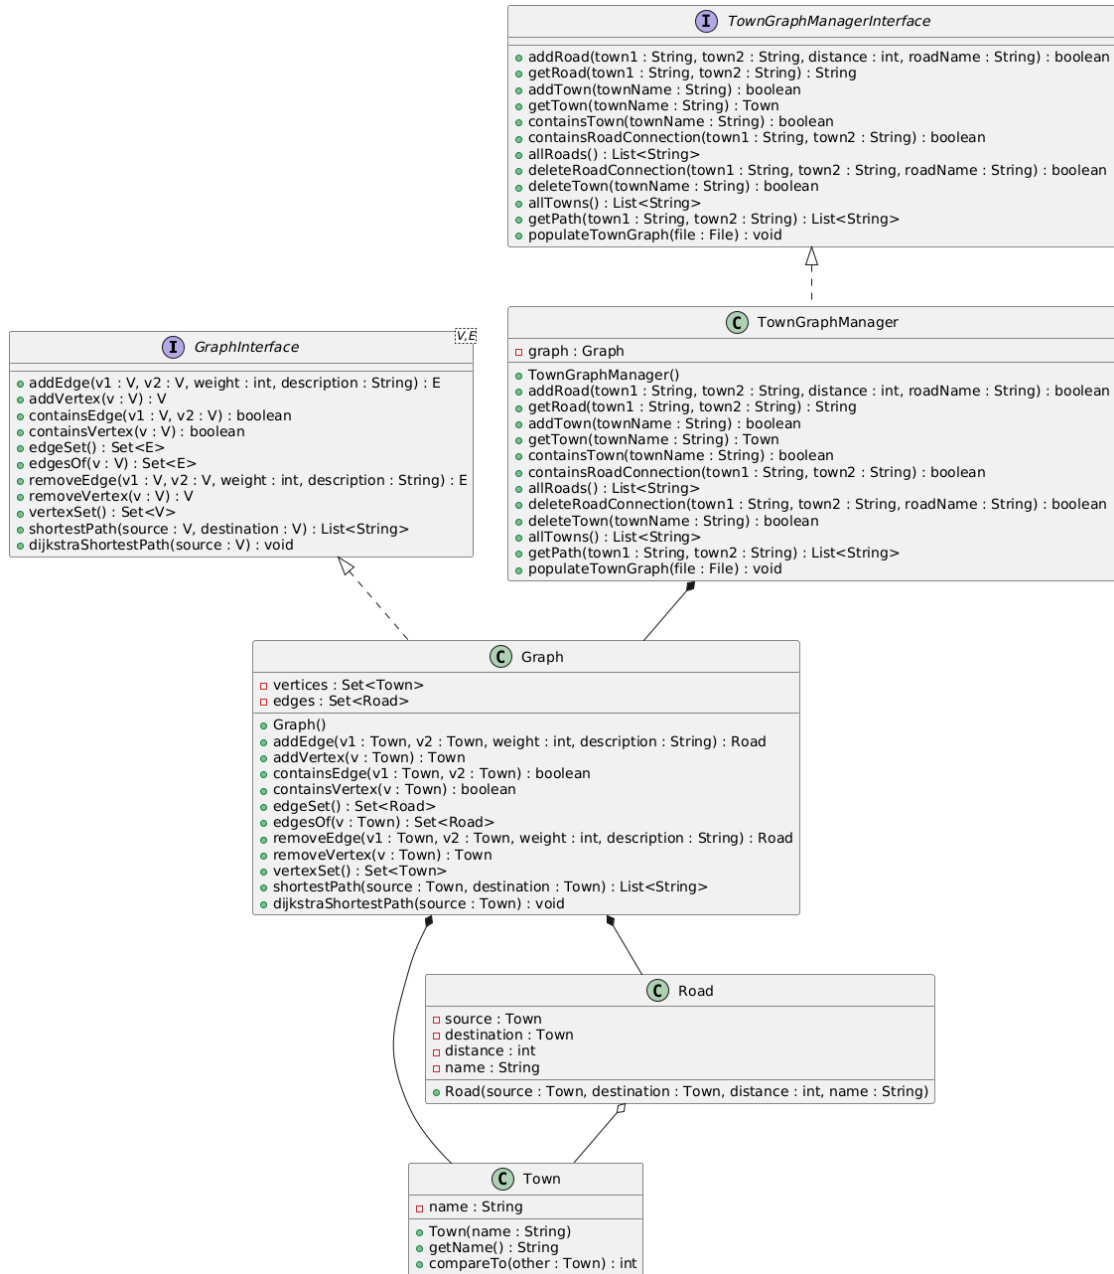 I TownGraphManagerInterface
addRoad(town1 : String, town2 : String, distance : int, roadName : String) : boolean
getRoad(town1 : String, town2 : String) : String
addTown(townName : String) : boolean
getTown(townName : String) : Town
containsTown(townName : String) : boolean
containsRoadConnection(town1 : String, town2 : String) : boolean
allRoads() : List<String>
deleteRoadConnection(town1 : String, town2 : String, roadName : String) : boolean
deleteTown(townName : String) : boolean
allTowns() : List<String>
getPath(town1 : String, town2 : String) : List<String>
populateTownGraph(file : File) : void
C TownGraphManager
graph : Graph
TownGraphManager()
addRoad(town1 : String, town2 : String, distance : int, roadName : String) : boolean
getRoad(town1 : String, town2 : String) : String
addTown(townName : String) : boolean
getTown(townName : String) : Town
containsTown(townName : String) : boolean
containsRoadConnection(town1 : String, town2 : String) : boolean
allRoads() : List<String>
deleteRoadConnection(town1 : String, town2 : String, roadName : String) : boolean
deleteTown(townName : String) : boolean
allTowns() : List<String>
getPath(town1 : String, town2 : String) : List<String>
populateTownGraph(file : File) : void
I GraphInterface V,E
addEdge(v1 : V, v2 : V, weight : int, description : String) : E
addVertex(v : V) : V
containsEdge(v1 : V, v2 : V) : boolean
containsVertex(v : V) : boolean
edgeSet() : Set<E>
edgesOf(v : V) : Set<E>
removeEdge(v1 : V, v2 : V, weight : int, description : String) : E
removeVertex(v : V) : V
vertexSet() : Set<V>
shortestPath(source : V, destination : V) : List<String>
dijkstraShortestPath(source : V) : void
C Graph
vertices : Set<Town>
edges : Set<Road>
Graph()
addEdge(v1 : Town, v2 : Town, weight : int, description : String) : Road
addVertex(v : Town) : Town
containsEdge(v1 : Town, v2 : Town) : boolean
containsVertex(v : Town) : boolean
edgeSet() : Set<Road>
edgesOf(v : Town) : Set<Road>
removeEdge(v1 : Town, v2 : Town, weight : int, description : String) : Road
removeVertex(v : Town) : Town
vertexSet() : Set<Town>
shortestPath(source : Town, destination : Town) : List<String>
dijkstraShortestPath(source : Town) : void
C Road
source : Town
destination : Town
distance : int
name : String
Road(source : Town, destination : Town, distance : int, name : String)
C Town
name : String
Town(name : String)
getName() : String
compareTo(other : Town) : int